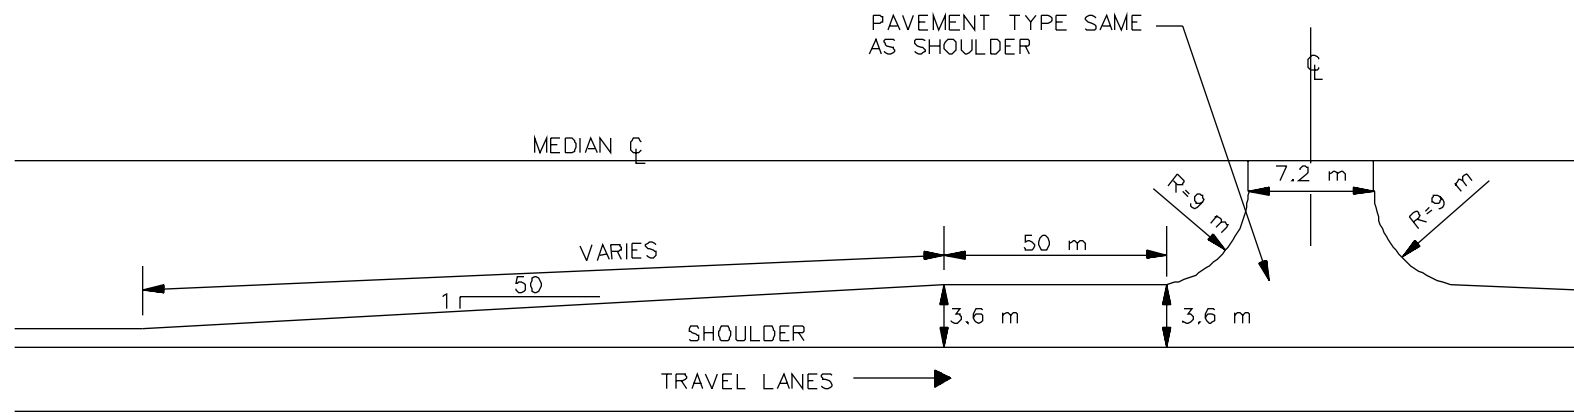 PAVEMENT TYPE SAME
AS SHOULDER
℄
MEDIAN ℄
7.2 m
R=9 m
R=9 m
VARIES
50 m
50
1
3.6 m
3.6 m
SHOULDER
TRAVEL LANES